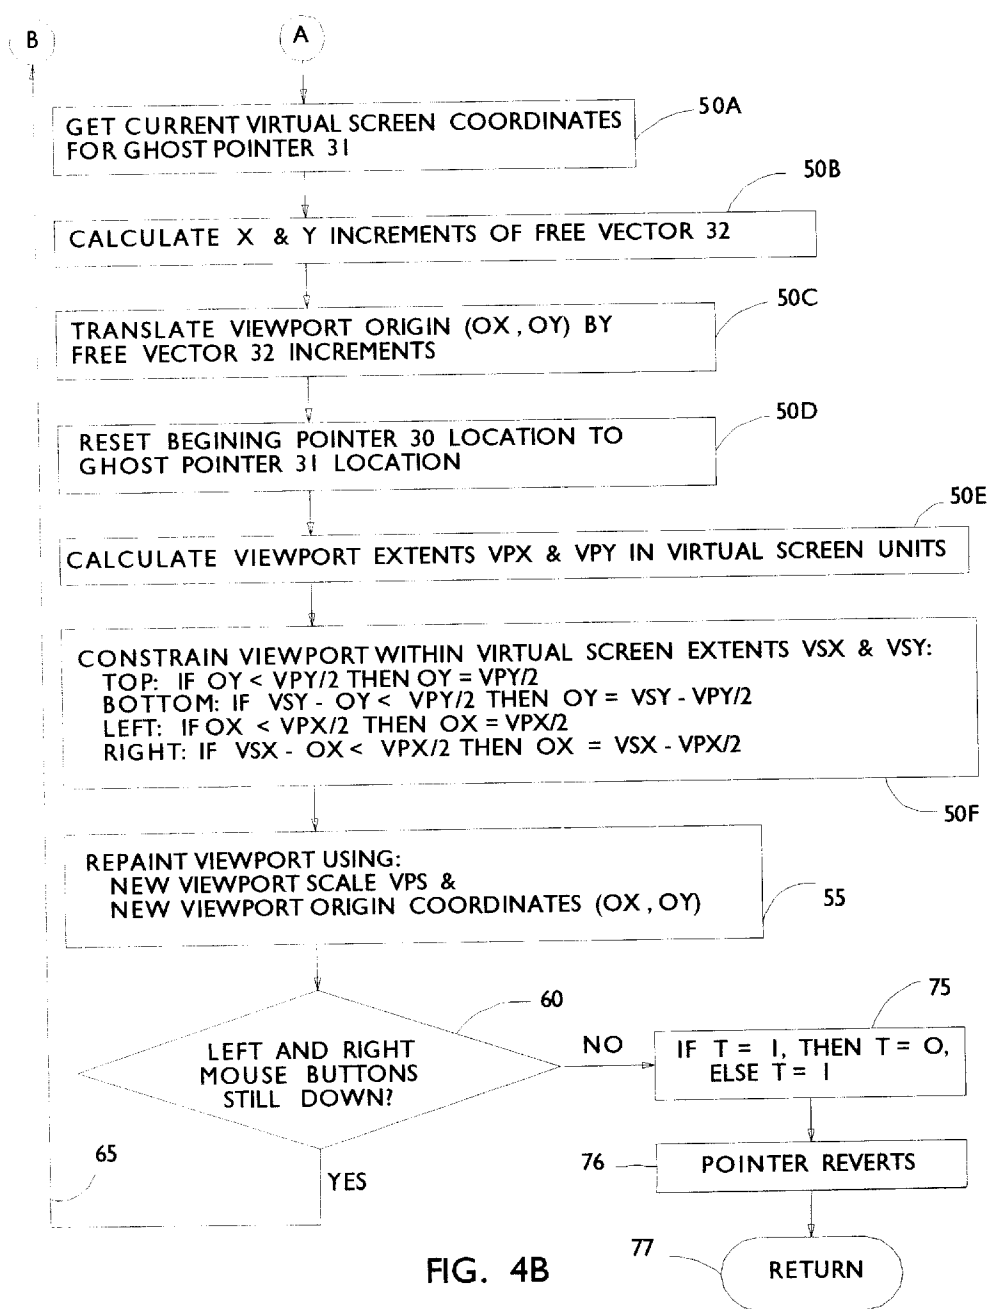 B
A
50A
GET CURRENT VIRTUAL SCREEN COORDINATES
FOR GHOST POINTER 31
50B
CALCULATE X & Y INCREMENTS OF FREE VECTOR 32
50C
TRANSLATE VIEWPORT ORIGIN (OX, OY) BY
FREE VECTOR 32 INCREMENTS
50D
RESET BEGINING POINTER 30 LOCATION TO
GHOST POINTER 31 LOCATION
50E
CALCULATE VIEWPORT EXTENTS VPX & VPY IN VIRTUAL SCREEN UNITS
CONSTRAIN VIEWPORT WITHIN VIRTUAL SCREEN EXTENTS VSX & VSY:
TOP: IF OY < VPY/2 THEN OY = VPY/2
BOTTOM: IF VSY - OY < VPY/2 THEN OY = VSY - VPY/2
LEFT: IF OX < VPX/2 THEN OX = VPX/2
RIGHT: IF VSX - OX < VPX/2 THEN OX = VSX - VPX/2
50F
REPAINT VIEWPORT USING:
NEW VIEWPORT SCALE VPS &
NEW VIEWPORT ORIGIN COORDINATES (OX, OY)
55
60
LEFT AND RIGHT
MOUSE BUTTONS
STILL DOWN?
NO
75
IF T = 1, THEN T = 0,
ELSE T = 1
65
YES
76
POINTER REVERTS
77
RETURN
FIG. 4B